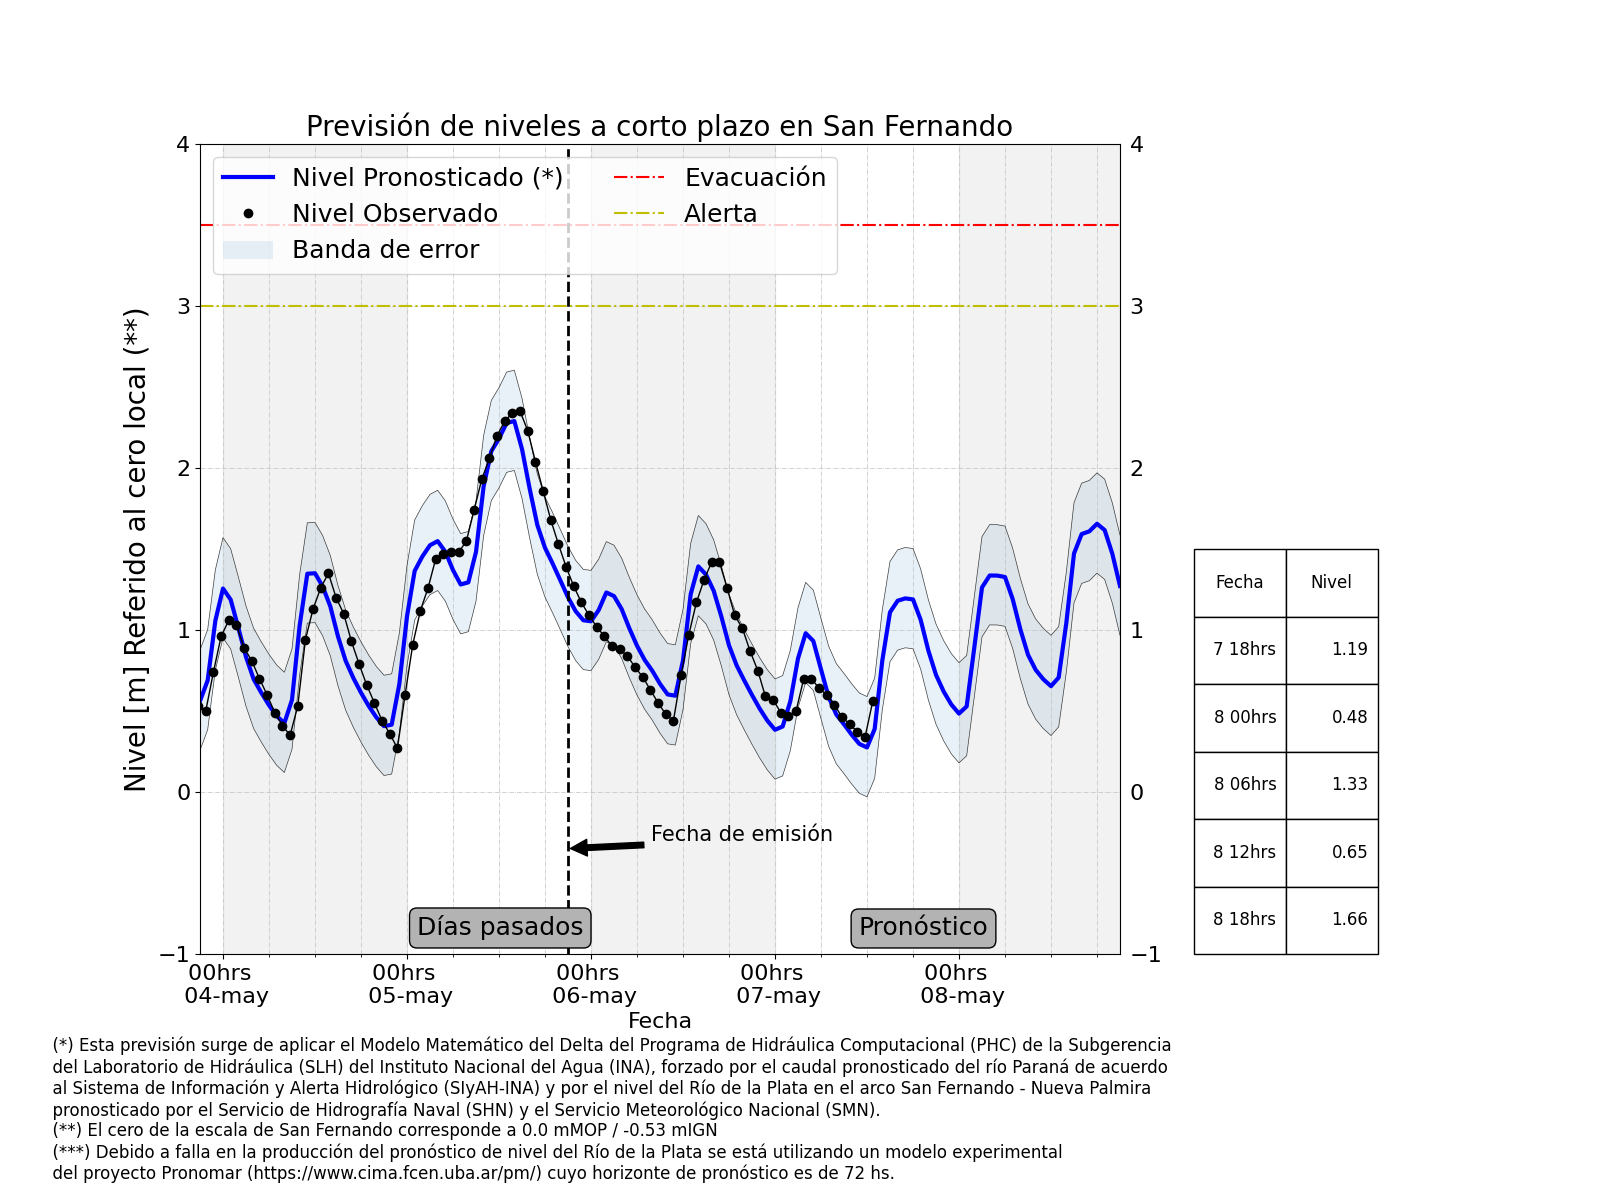 Previsión de niveles a corto plazo en San Fernando
Nivel Pronosticado (*)
Nivel Observado
Banda de error
Evacuación
Alerta
Nivel [m] Referido al cero local (**)
4
3
2
1
0
−1
4
3
2
1
0
−1
Fecha de emisión
Días pasados
Pronóstico
00hrs
04-may
00hrs
05-may
00hrs
06-may
00hrs
07-may
00hrs
08-may
Fecha
Fecha Nivel
7 18hrs 1.19
8 00hrs 0.48
8 06hrs 1.33
8 12hrs 0.65
8 18hrs 1.66
(*) Esta previsión surge de aplicar el Modelo Matemático del Delta del Programa de Hidráulica Computacional (PHC) de la Subgerencia
del Laboratorio de Hidráulica (SLH) del Instituto Nacional del Agua (INA), forzado por el caudal pronosticado del río Paraná de acuerdo
al Sistema de Información y Alerta Hidrológico (SIyAH-INA) y por el nivel del Río de la Plata en el arco San Fernando - Nueva Palmira
pronosticado por el Servicio de Hidrografía Naval (SHN) y el Servicio Meteorológico Nacional (SMN).
(**) El cero de la escala de San Fernando corresponde a 0.0 mMOP / -0.53 mIGN
(***) Debido a falla en la producción del pronóstico de nivel del Río de la Plata se está utilizando un modelo experimental
del proyecto Pronomar (https://www.cima.fcen.uba.ar/pm/) cuyo horizonte de pronóstico es de 72 hs.